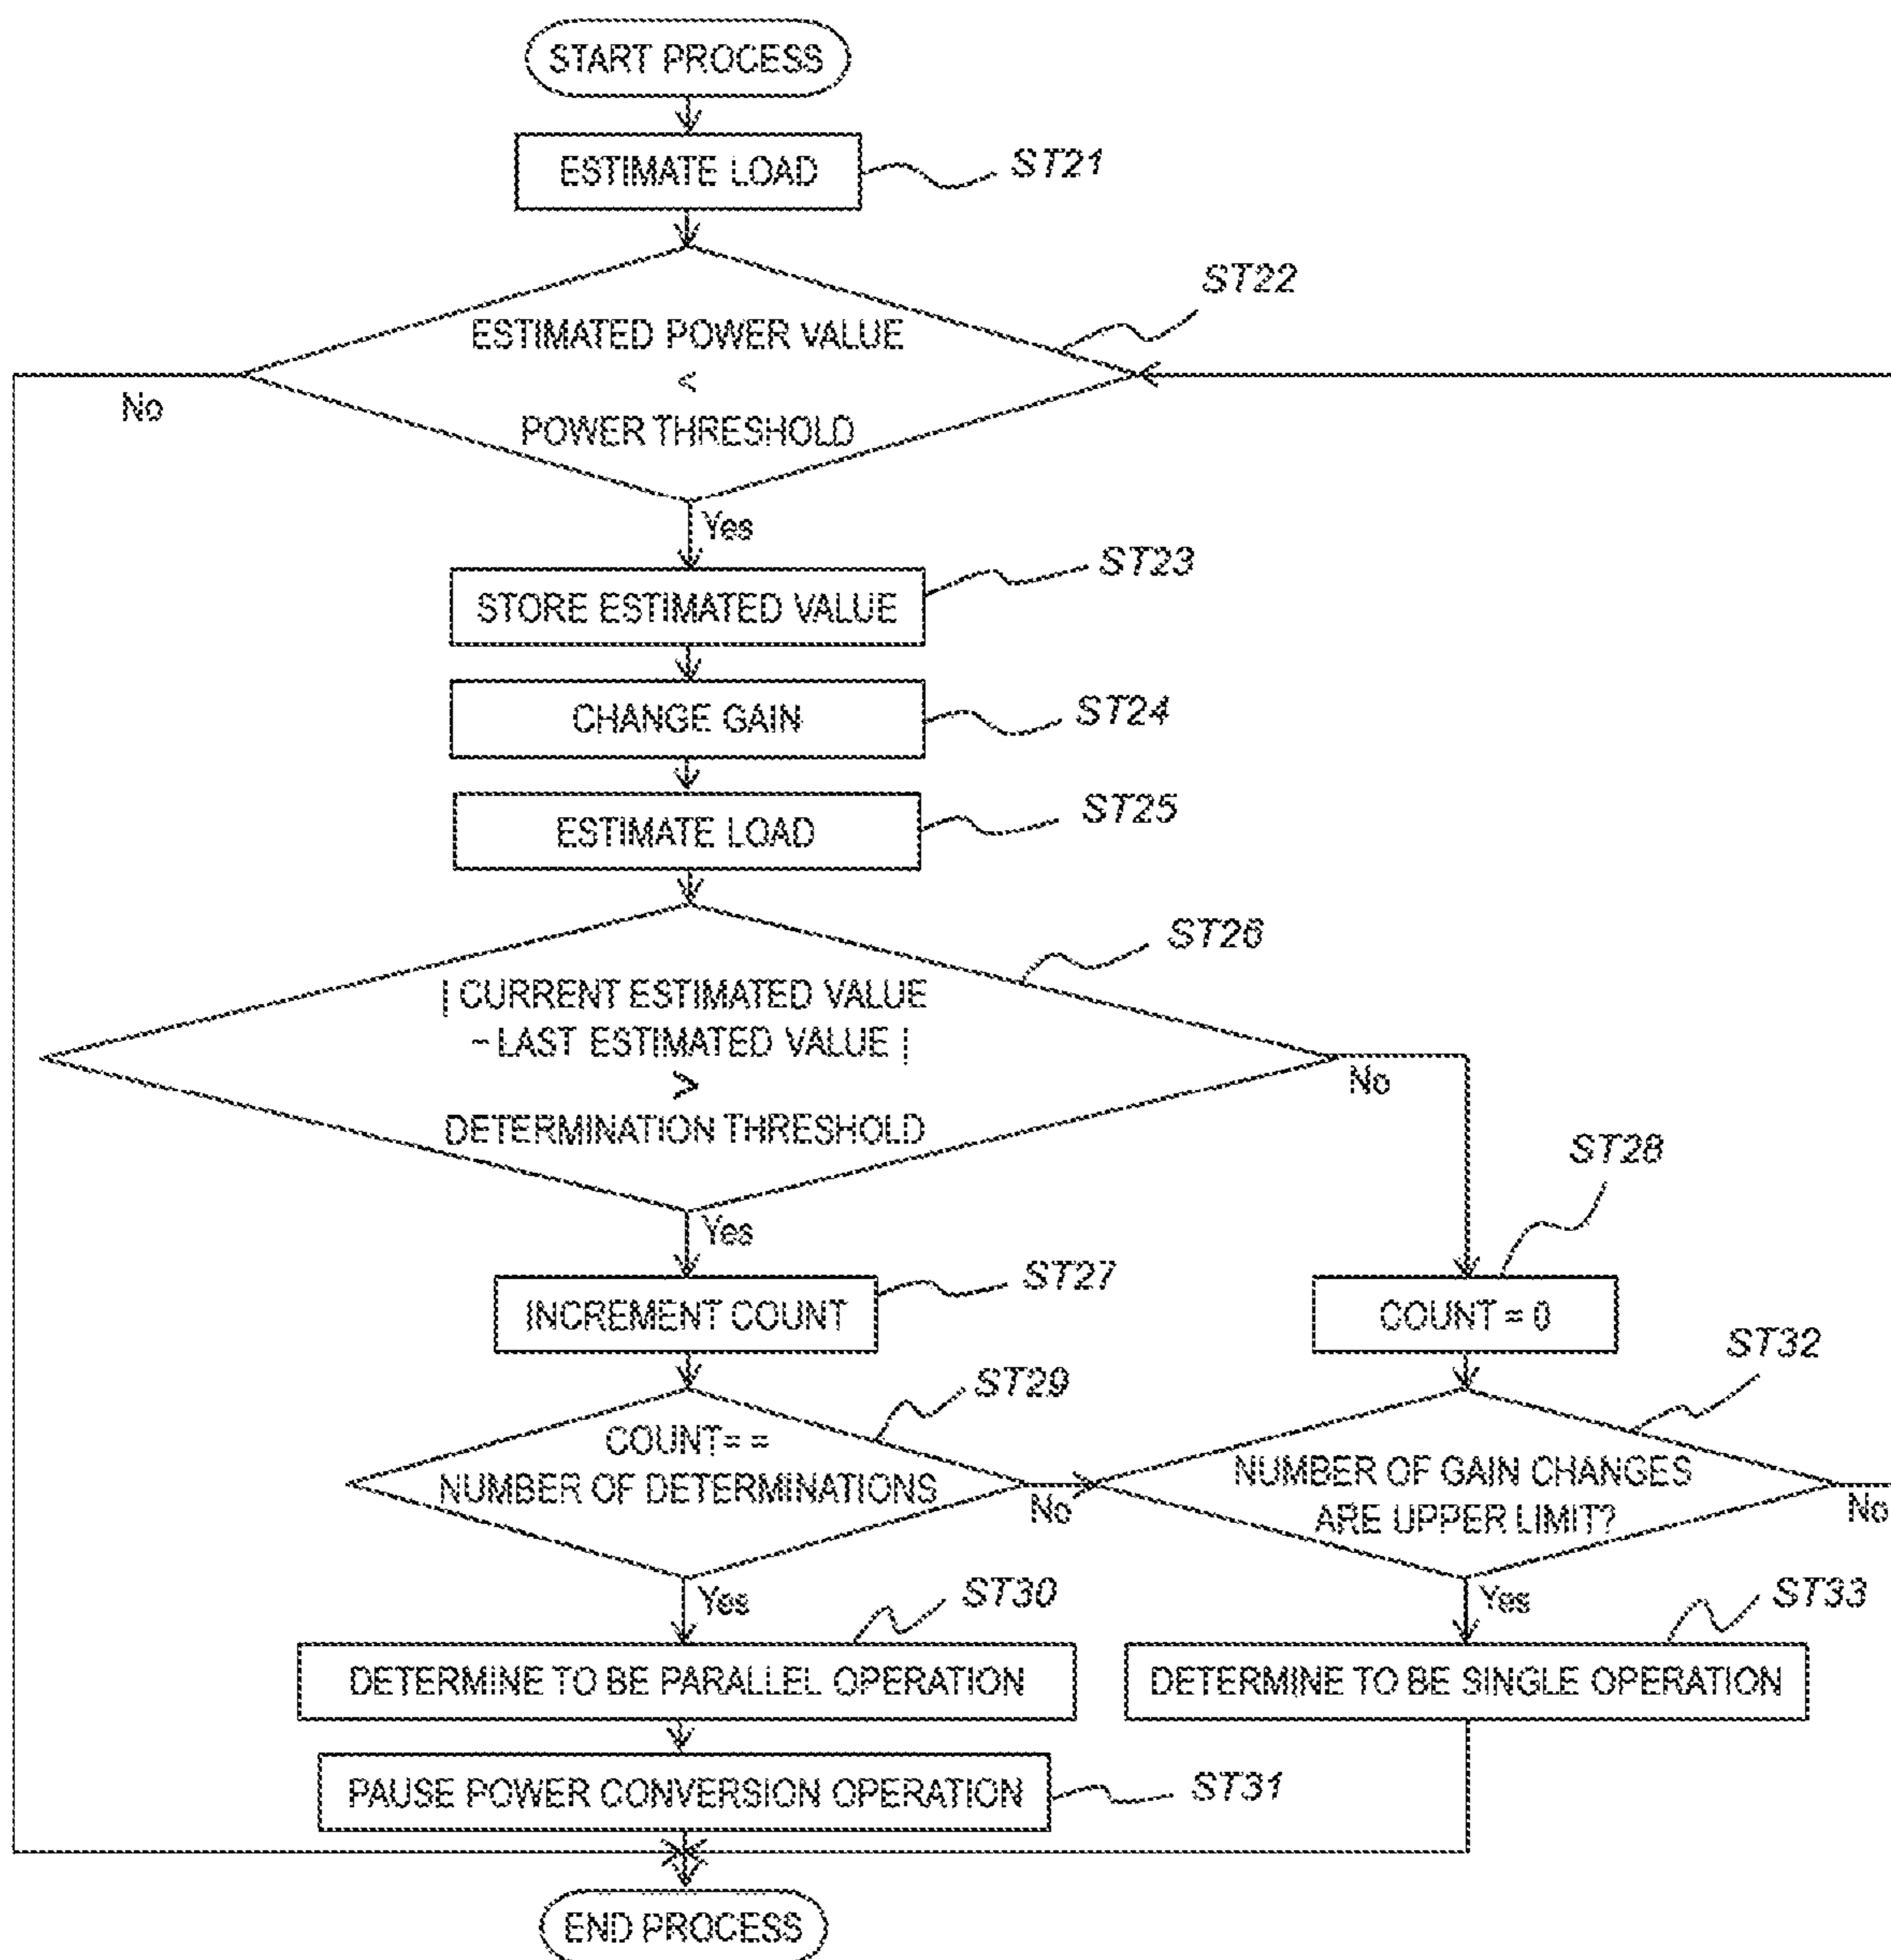 START PROCESS
ESTIMATE LOAD
ST21
ST22
ESTIMATED POWER VALUE
<
POWER THRESHOLD
No
Yes
ST23
STORE ESTIMATED VALUE
CHANGE GAIN
ST24
ESTIMATE LOAD
ST25
ST26
| CURRENT ESTIMATED VALUE
- LAST ESTIMATED VALUE |
>
DETERMINATION THRESHOLD
No
Yes
ST28
ST27
INCREMENT COUNT
COUNT = 0
ST32
ST29
COUNT= =
NUMBER OF DETERMINATIONS
No
NUMBER OF GAIN CHANGES
ARE UPPER LIMIT?
No
Yes
ST30
Yes
ST33
DETERMINE TO BE PARALLEL OPERATION
DETERMINE TO BE SINGLE OPERATION
PAUSE POWER CONVERSION OPERATION
ST31
END PROCESS